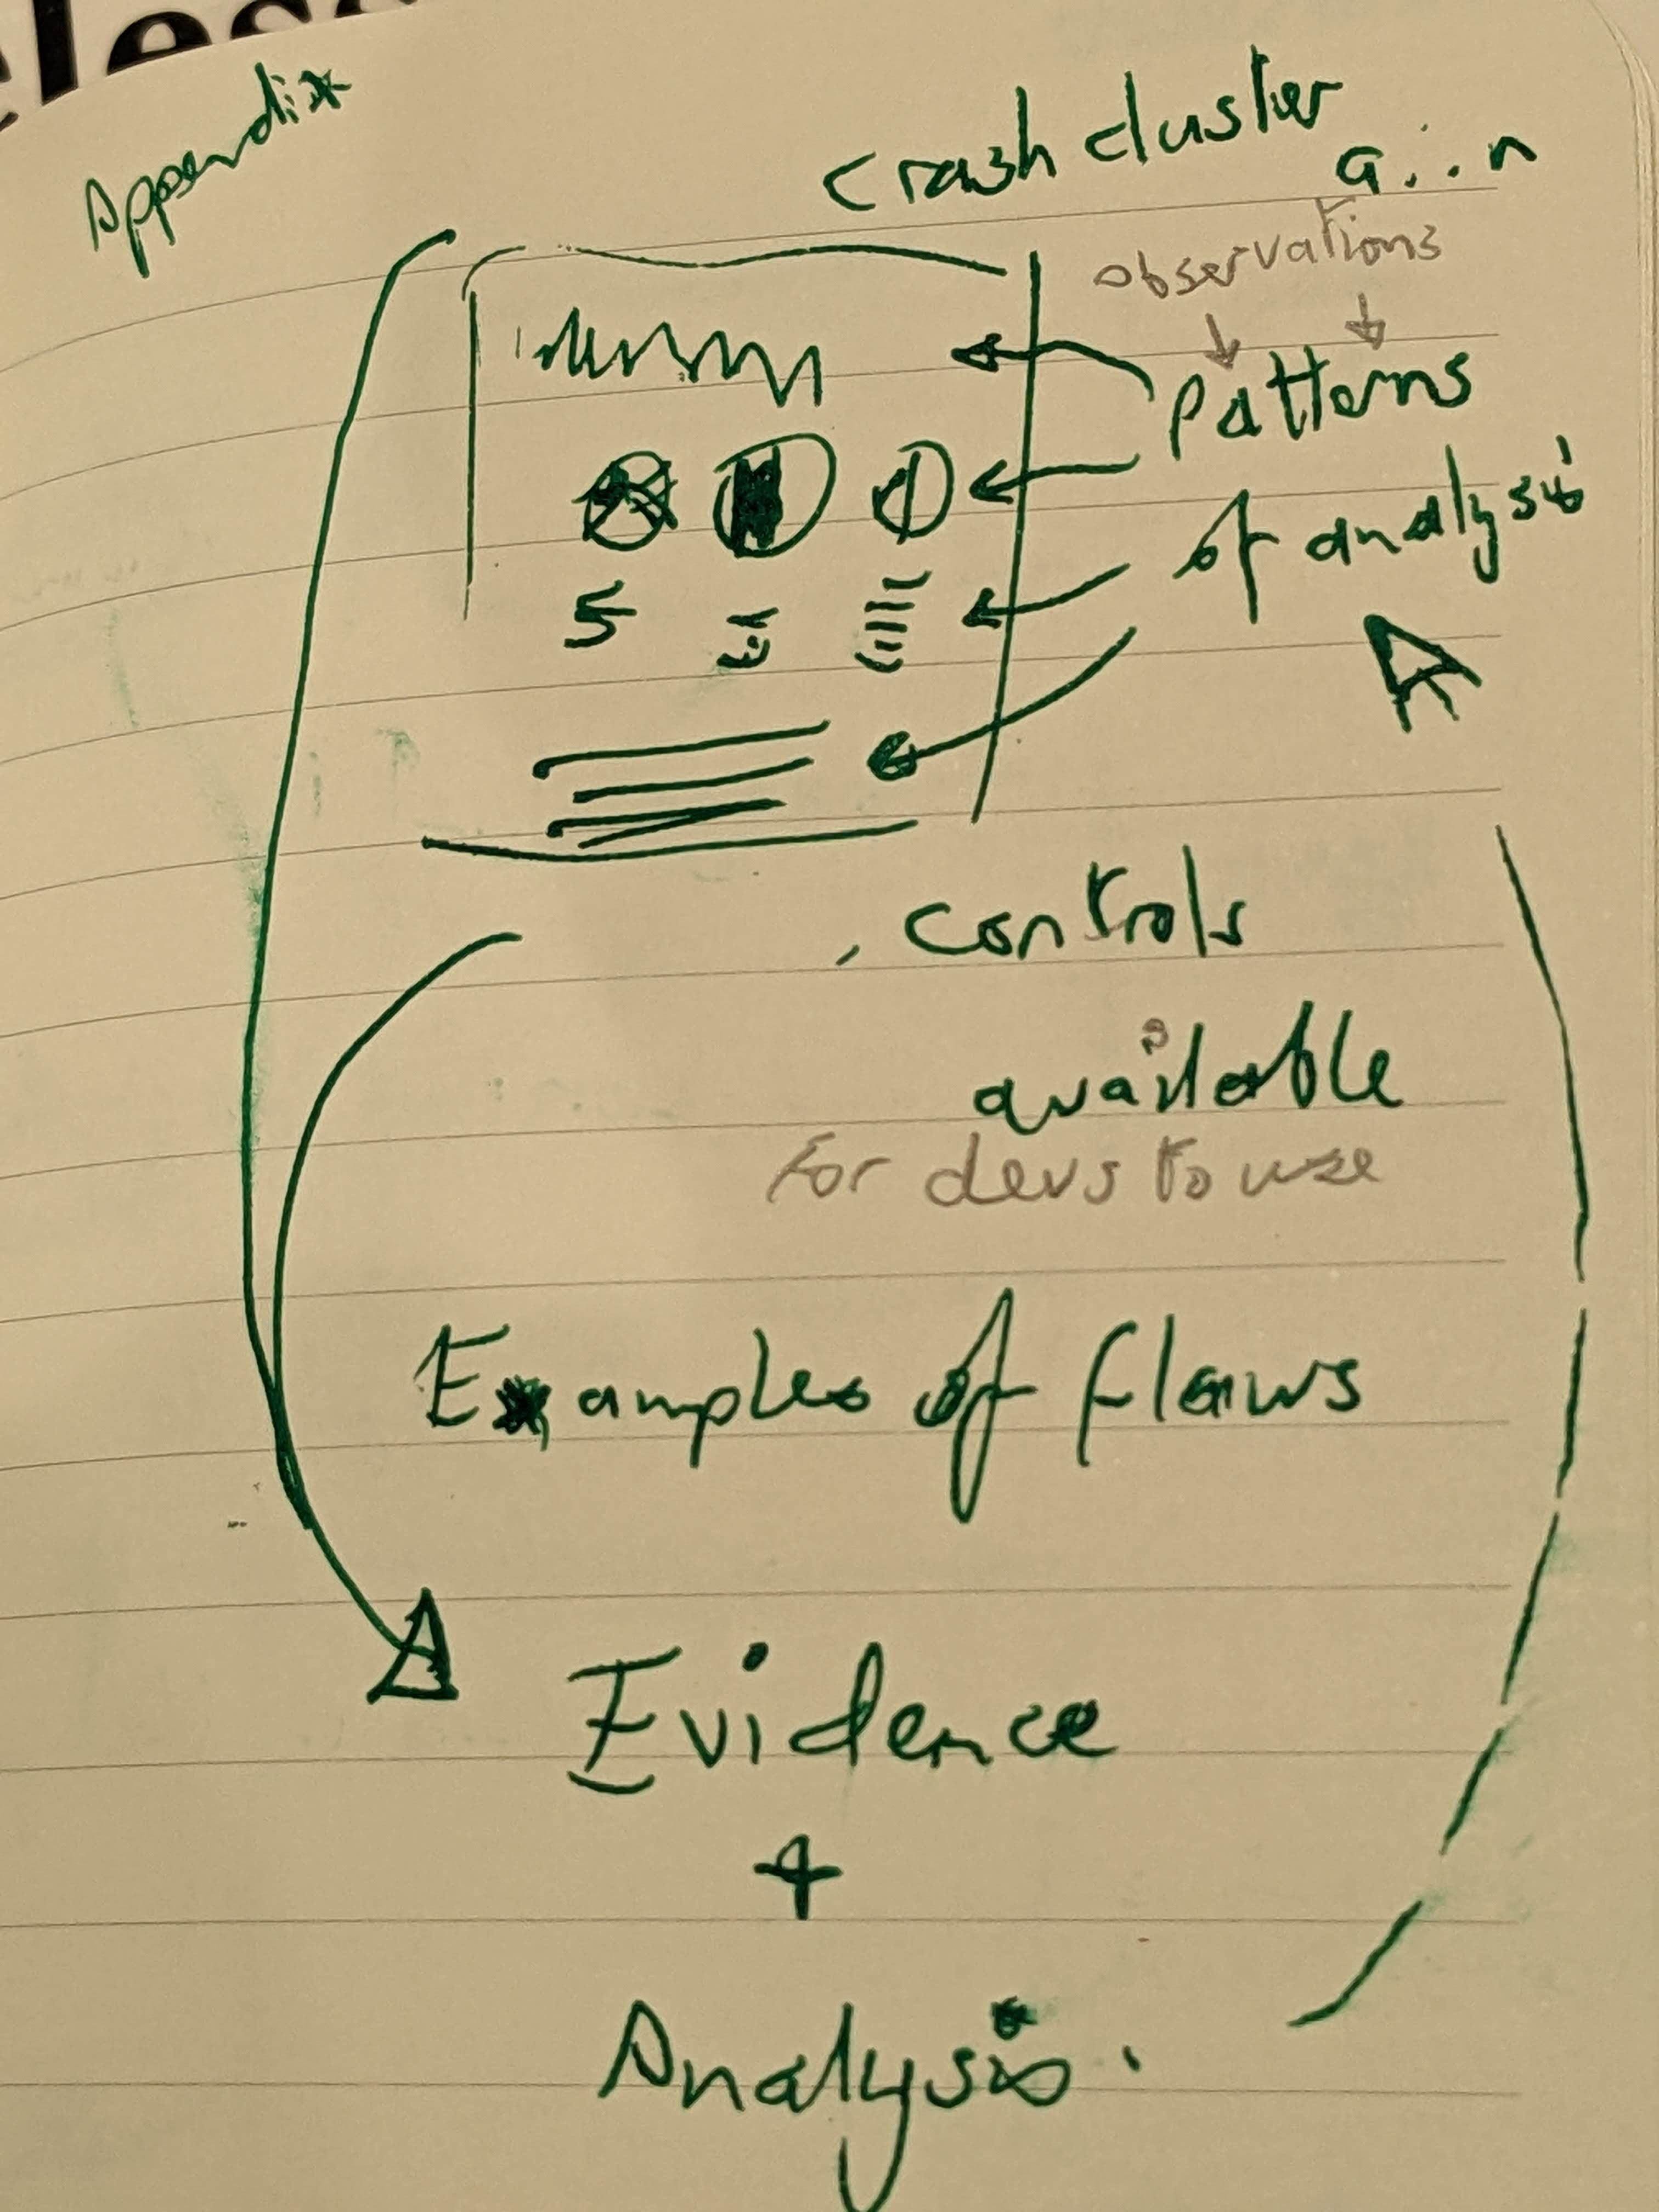 Appendix
Crash cluster
a...n
observations
Patterns
of analysis
5
controls
available
For devs to use
Examples of flaws
Evidence
+
Analysis.